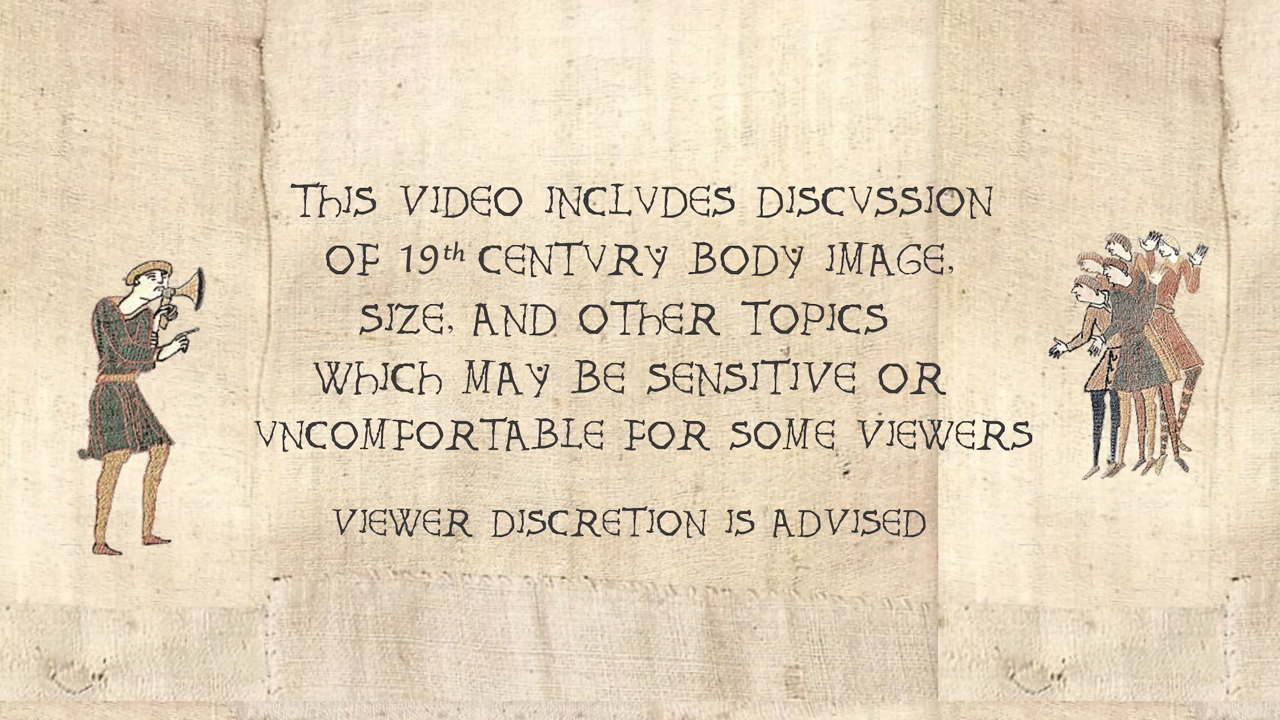 THIS VIDEO INCLVDES DISCVSSION
OF 19th CENTVRY BODY IMAGE,
SIZE, AND OTHER TOPICS
WHICH MAY BE SENSITIVE OR
VNCOMFORTABLE FOR SOME VIEWERS
VIEWER DISCRETION IS ADVISED